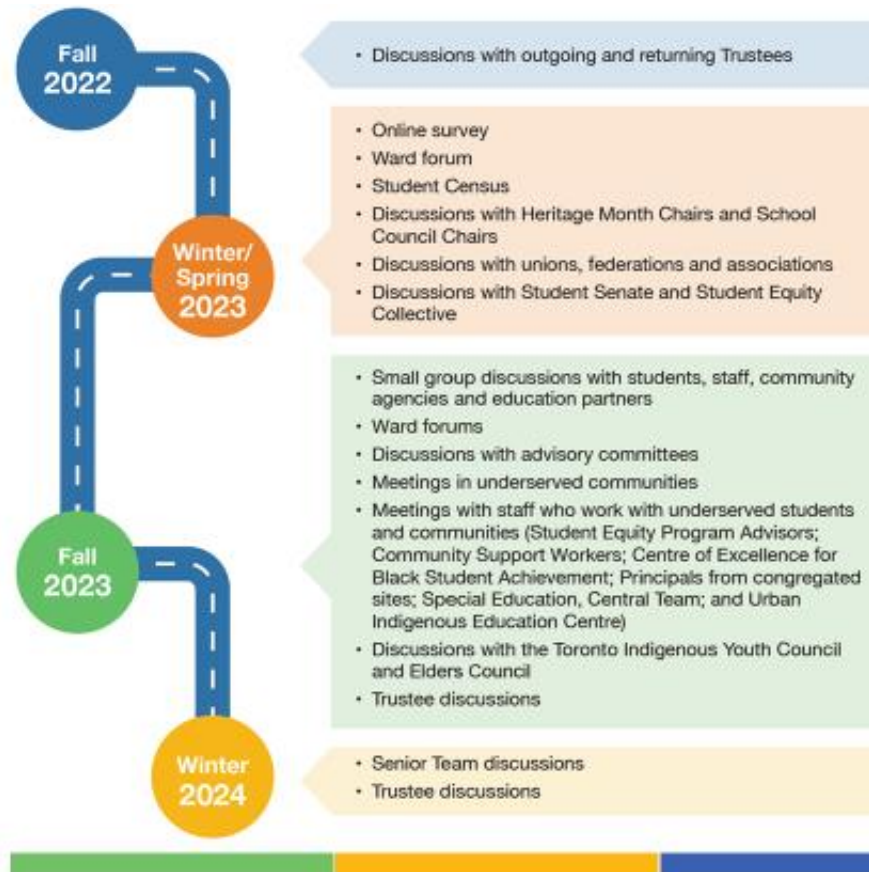 Fall
2022
• Discussions with outgoing and returning Trustees
Winter/
Spring
2023
• Online survey
• Ward forum
• Student Census
• Discussions with Heritage Month Chairs and School
Council Chairs
• Discussions with unions, federations and associations
• Discussions with Student Senate and Student Equity
Collective
Fall
2023
• Small group discussions with students, staff, community
agencies and education partners
• Ward forums
• Discussions with advisory committees
• Meetings in underserved communities
• Meetings with staff who work with underserved students
and communities (Student Equity Program Advisors;
Community Support Workers; Centre of Excellence for
Black Student Achievement; Principals from congregated
sites; Special Education, Central Team; and Urban
Indigenous Education Centre)
• Discussions with the Toronto Indigenous Youth Council
and Elders Council
• Trustee discussions
Winter
2024
• Senior Team discussions
• Trustee discussions